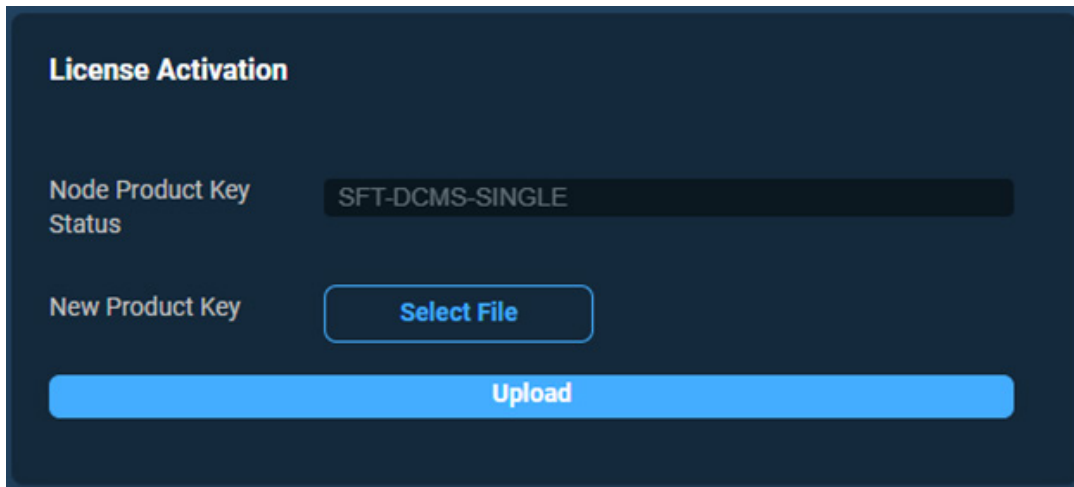 License Activation
Node Product Key
Status
SFT-DCMS-SINGLE
New Product Key
Select File
Upload